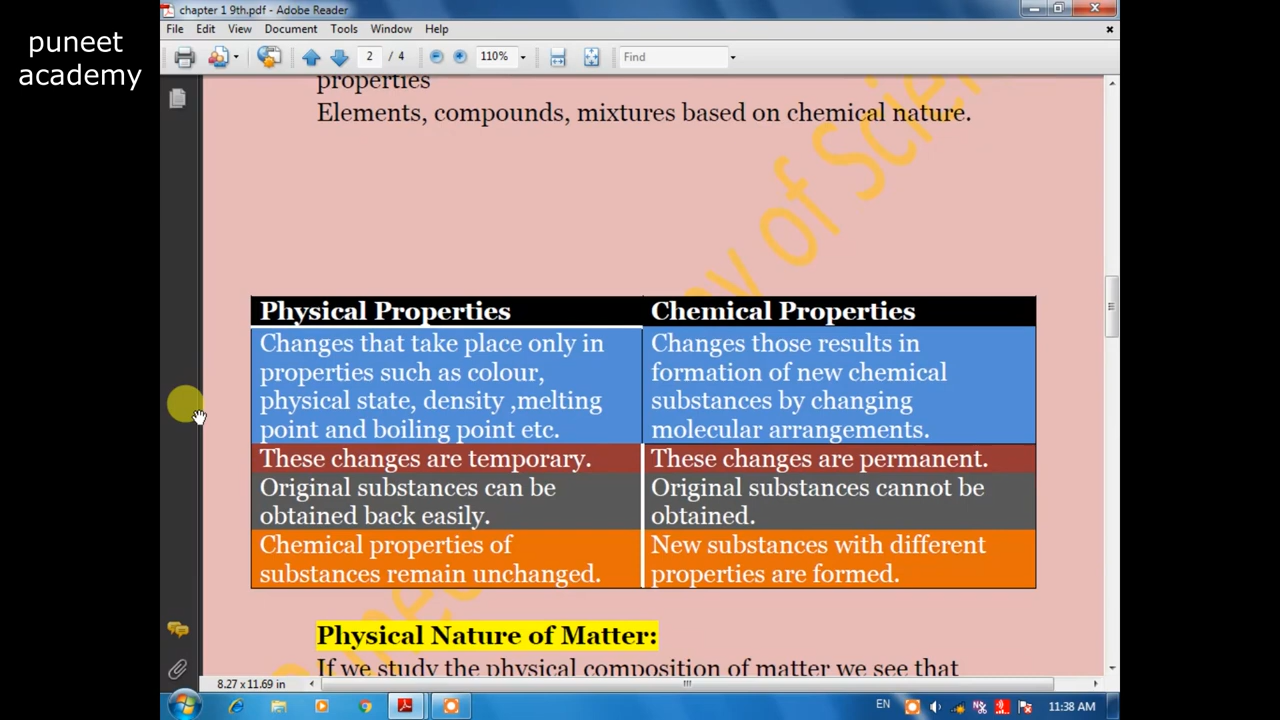 puneet
academy
chapter 1 9th.pdf - Adobe Reader
File Edit View Document Tools Window Help
2 / 4 110% Find
properties
Elements, compounds, mixtures based on chemical nature.
Physical Properties Chemical Properties
Changes that take place only in Changes those results in
properties such as colour, formation of new chemical
physical state, density ,melting substances by changing
point and boiling point etc. molecular arrangements.
These changes are temporary. These changes are permanent.
Original substances can be Original substances cannot be
obtained back easily. obtained.
Chemical properties of New substances with different
substances remain unchanged. properties are formed.
Physical Nature of Matter:
If we study the physical composition of matter we see that
8.27 x 11.69 in
EN 11:38 AM